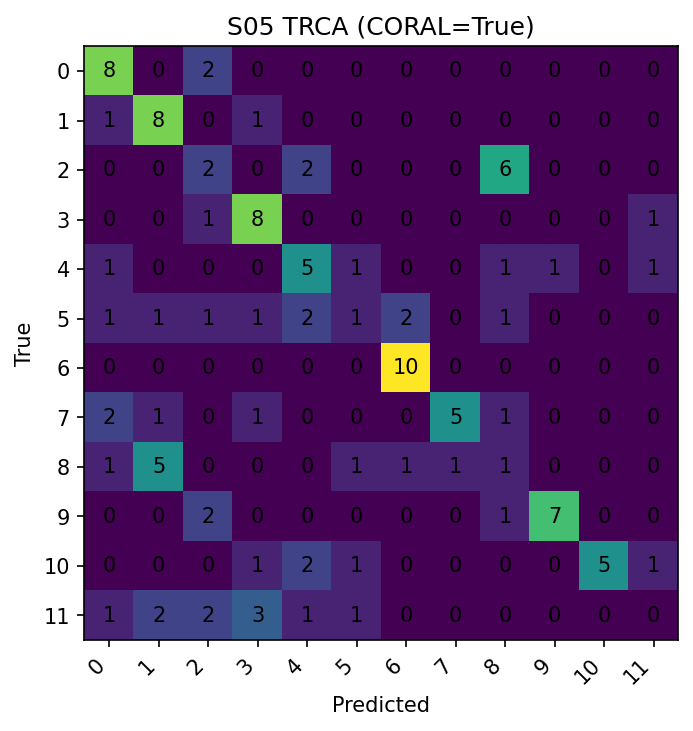 S05 TRCA (CORAL=True)
0 8 0 2 0 0 0 0 0 0 0 0 0
1 1 8 0 1 0 0 0 0 0 0 0 0
2 0 0 2 0 2 0 0 0 6 0 0 0
3 0 0 1 8 0 0 0 0 0 0 0 1
4 1 0 0 0 5 1 0 0 1 1 0 1
5 1 1 1 1 2 1 2 0 1 0 0 0
6 0 0 0 0 0 0 10 0 0 0 0 0
7 2 1 0 1 0 0 0 5 1 0 0 0
8 1 5 0 0 0 1 1 1 1 0 0 0
9 0 0 2 0 0 0 0 0 1 7 0 0
10 0 0 0 1 2 1 0 0 0 0 5 1
11 1 2 2 3 1 1 0 0 0 0 0 0
0 1 2 3 4 5 6 7 8 9 10 11
Predicted
True